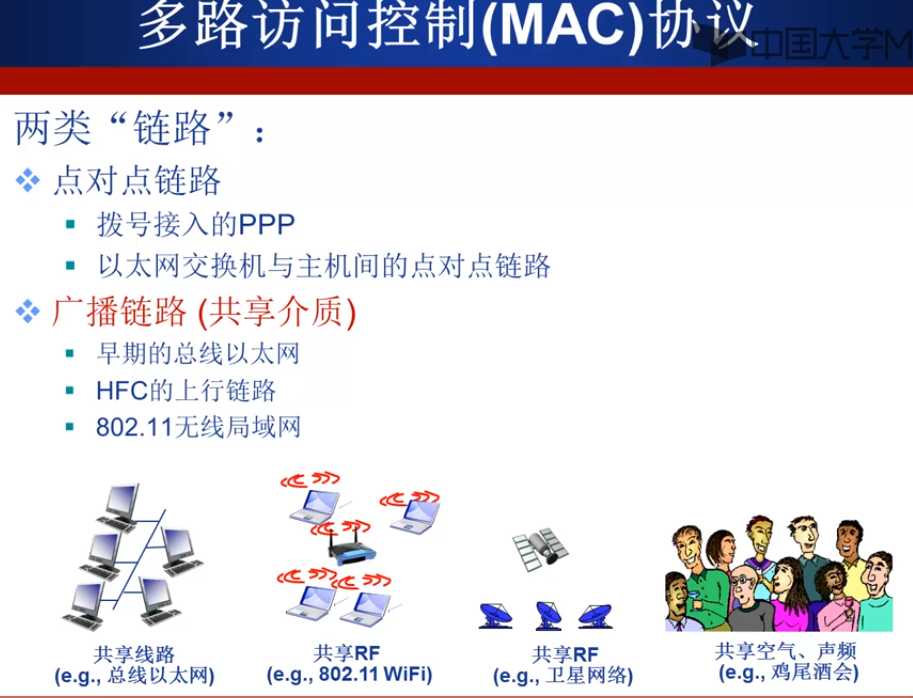 多路访问控制(MAC)协议
中国大学M
两类“链路”:
点对点链路
拨号接入的PPP
以太网交换机与主机间的点对点链路
广播链路 (共享介质)
早期的总线以太网
HFC的上行链路
802.11无线局域网
共享线路
(e.g., 总线以太网)
共享RF
(e.g., 802.11 WiFi)
共享RF
(e.g., 卫星网络)
共享空气、声频
(e.g., 鸡尾酒会)